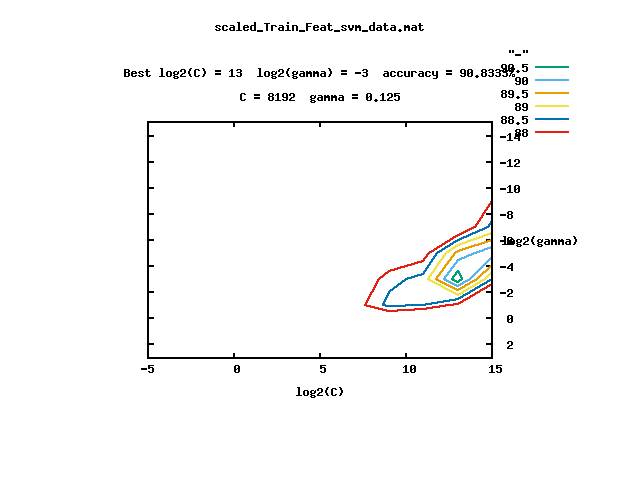 scaled_Train_Feat_svm_data.mat
"-"
Best log2(C) = 13  log2(gamma) = -3  accuracy = 90.8333%
90.5
90
C = 8192  gamma = 0.125
89.5
89
88.5
88
-14
-12
-10
-8
-6
log2(gamma)
-4
-2
0
2
-5 0 5 10 15
log2(C)